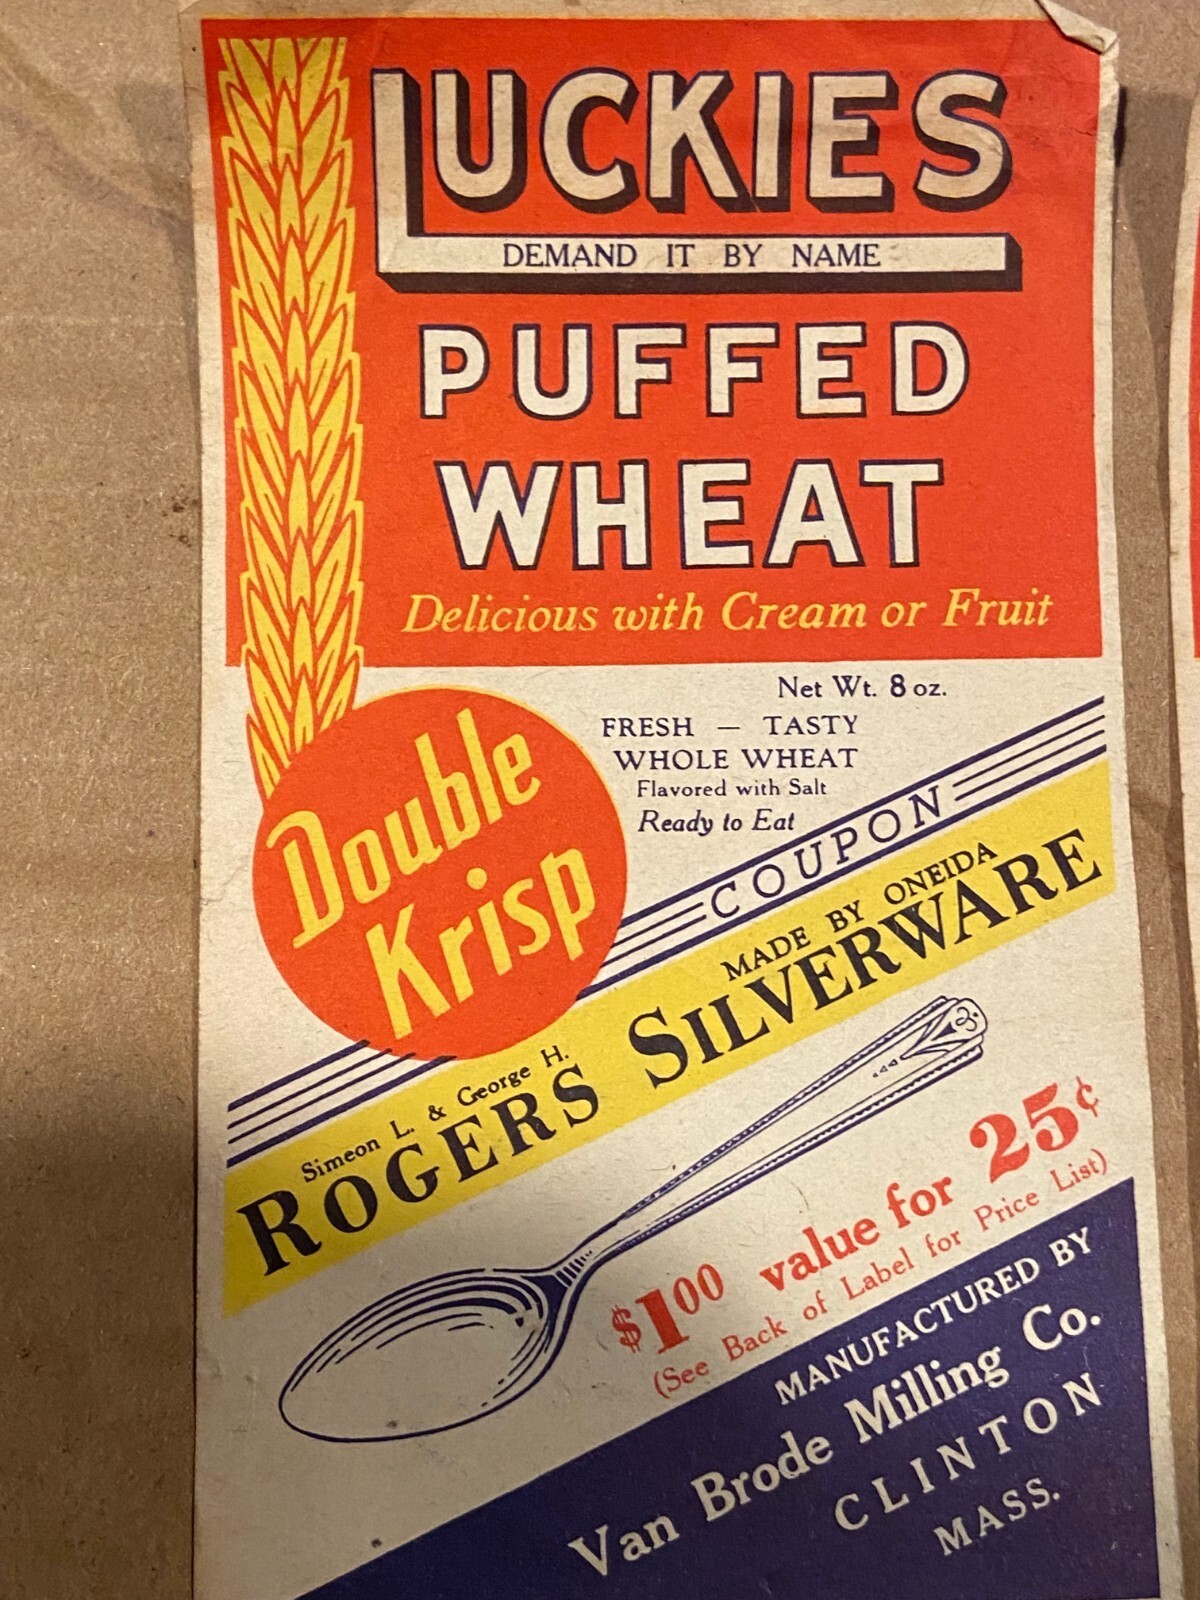 LUCKIES
DEMAND IT BY NAME
PUFFED
WHEAT
Delicious with Cream or Fruit
Net Wt. 8 oz.
FRESH — TASTY
WHOLE WHEAT
Flavored with Salt
Ready to Eat
Double
Krisp
COUPON
MADE BY ONEIDA
Simeon L. & George H.
ROGERS SILVERWARE
$1.00 value for 25¢
(See Back of Label for Price List)
MANUFACTURED BY
Van Brode Milling Co.
CLINTON
MASS.